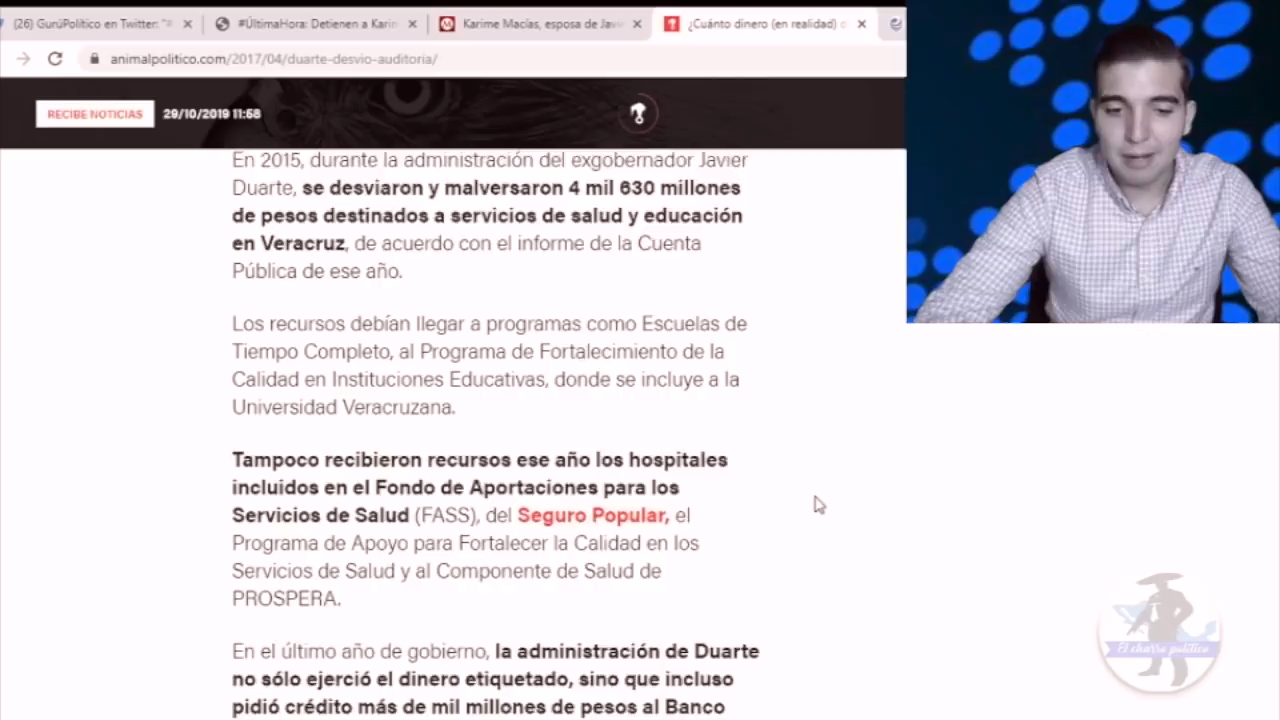 (26) GurúPolítico en Twitter: "#
#ÚltimaHora: Detienen a Karim
Karime Macías, esposa de Javie
¿Cuánto dinero (en realidad) d
animalpolitico.com/2017/04/duarte-desvio-auditoria/
RECIBE NOTICIAS
29/10/2019 11:58
En 2015, durante la administración del exgobernador Javier
Duarte, se desviaron y malversaron 4 mil 630 millones
de pesos destinados a servicios de salud y educación
en Veracruz, de acuerdo con el informe de la Cuenta
Pública de ese año.
Los recursos debían llegar a programas como Escuelas de
Tiempo Completo, al Programa de Fortalecimiento de la
Calidad en Instituciones Educativas, donde se incluye a la
Universidad Veracruzana.
Tampoco recibieron recursos ese año los hospitales
incluidos en el Fondo de Aportaciones para los
Servicios de Salud (FASS), del Seguro Popular, el
Programa de Apoyo para Fortalecer la Calidad en los
Servicios de Salud y al Componente de Salud de
PROSPERA.
En el último año de gobierno, la administración de Duarte
no sólo ejerció el dinero etiquetado, sino que incluso
pidió crédito más de mil millones de pesos al Banco
El charro político